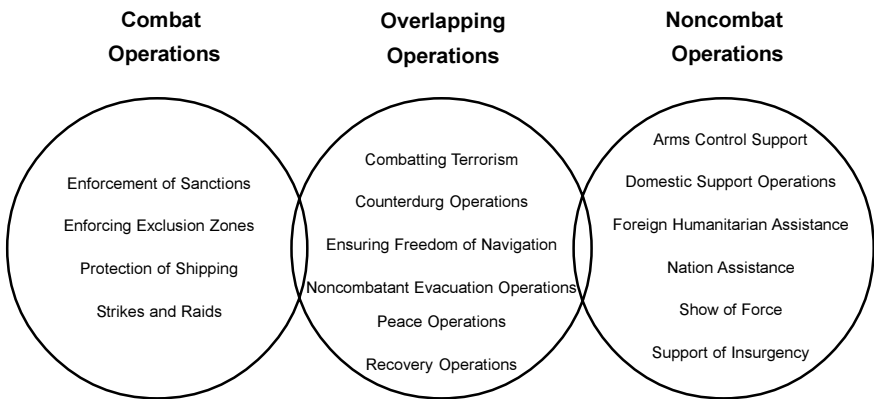 Combat
Operations
Overlapping
Operations
Noncombat
Operations
Enforcement of Sanctions
Enforcing Exclusion Zones
Protection of Shipping
Strikes and Raids
Combatting Terrorism
Counterdurg Operations
Ensuring Freedom of Navigation
Noncombatant Evacuation Operations
Peace Operations
Recovery Operations
Arms Control Support
Domestic Support Operations
Foreign Humanitarian Assistance
Nation Assistance
Show of Force
Support of Insurgency